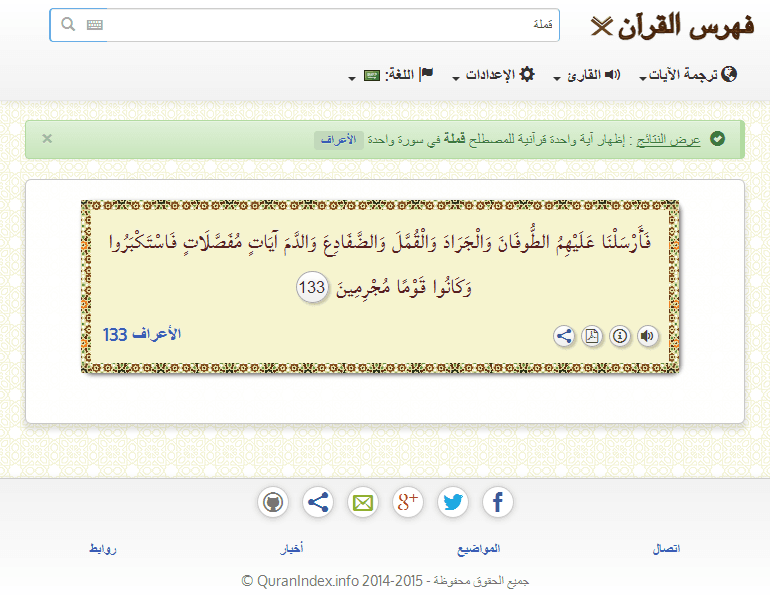 فهرس القرآن
قملة
ترجمة الآيات
القارئ
الإعدادات
اللغة:
عرض النتائج : إظهار آية واحدة قرآنية للمصطلح قملة في سورة واحدة الأعراف
فَأَرْسَلْنَا عَلَيْهِمُ الطُّوفَانَ وَالْجَرَادَ وَالْقُمَّلَ وَالضَّفَادِعَ وَالدَّمَ آيَاتٍ مُفَصَّلَاتٍ فَاسْتَكْبَرُوا
وَكَانُوا قَوْمًا مُجْرِمِينَ 133
الأعراف 133
اتصال
المواضيع
أخبار
روابط
جميع الحقوق محفوظة - QuranIndex.info 2014-2015 ©